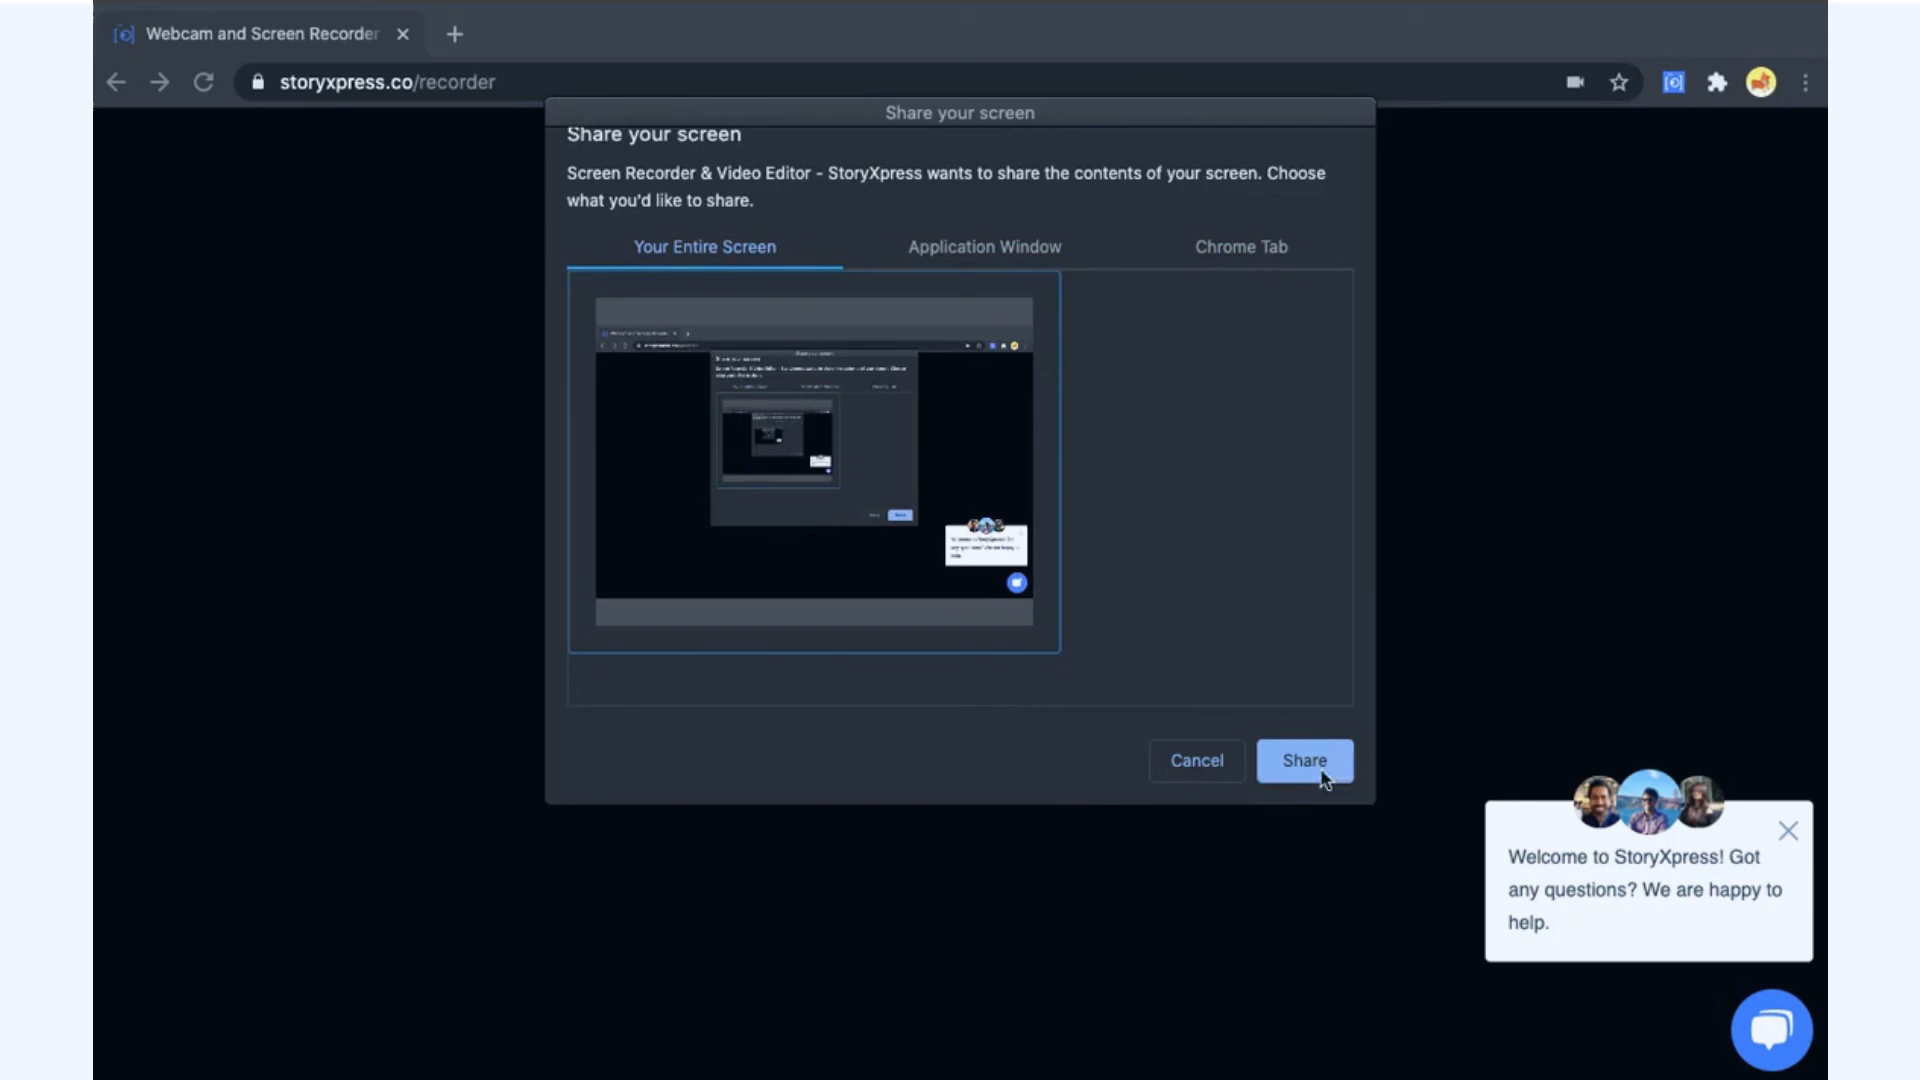 Webcam and Screen Recorder
storyxpress.co/recorder
Share your screen
Share your screen
Screen Recorder & Video Editor - StoryXpress wants to share the contents of your screen. Choose
what you'd like to share.
Your Entire Screen
Application Window
Chrome Tab
Cancel
Share
Welcome to StoryXpress! Got
any questions? We are happy to
help.